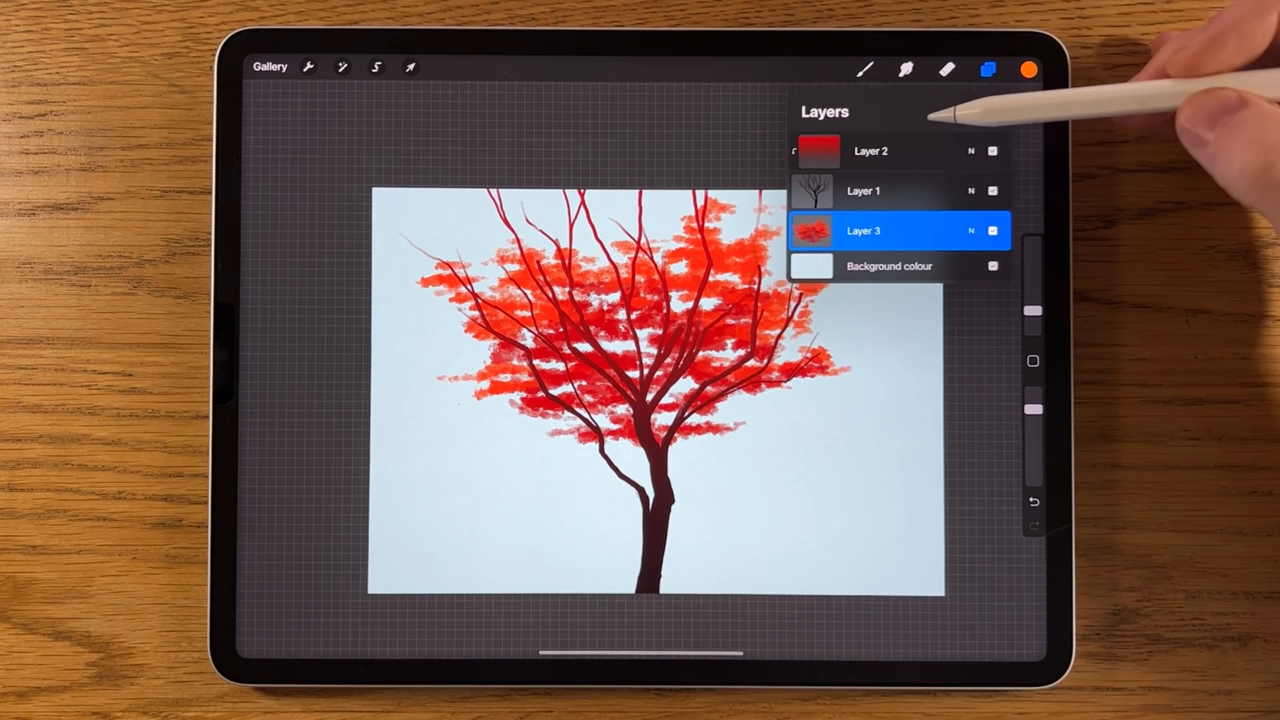 Gallery
Layers
Layer 2 N
Layer 1 N
Layer 3 N
Background colour